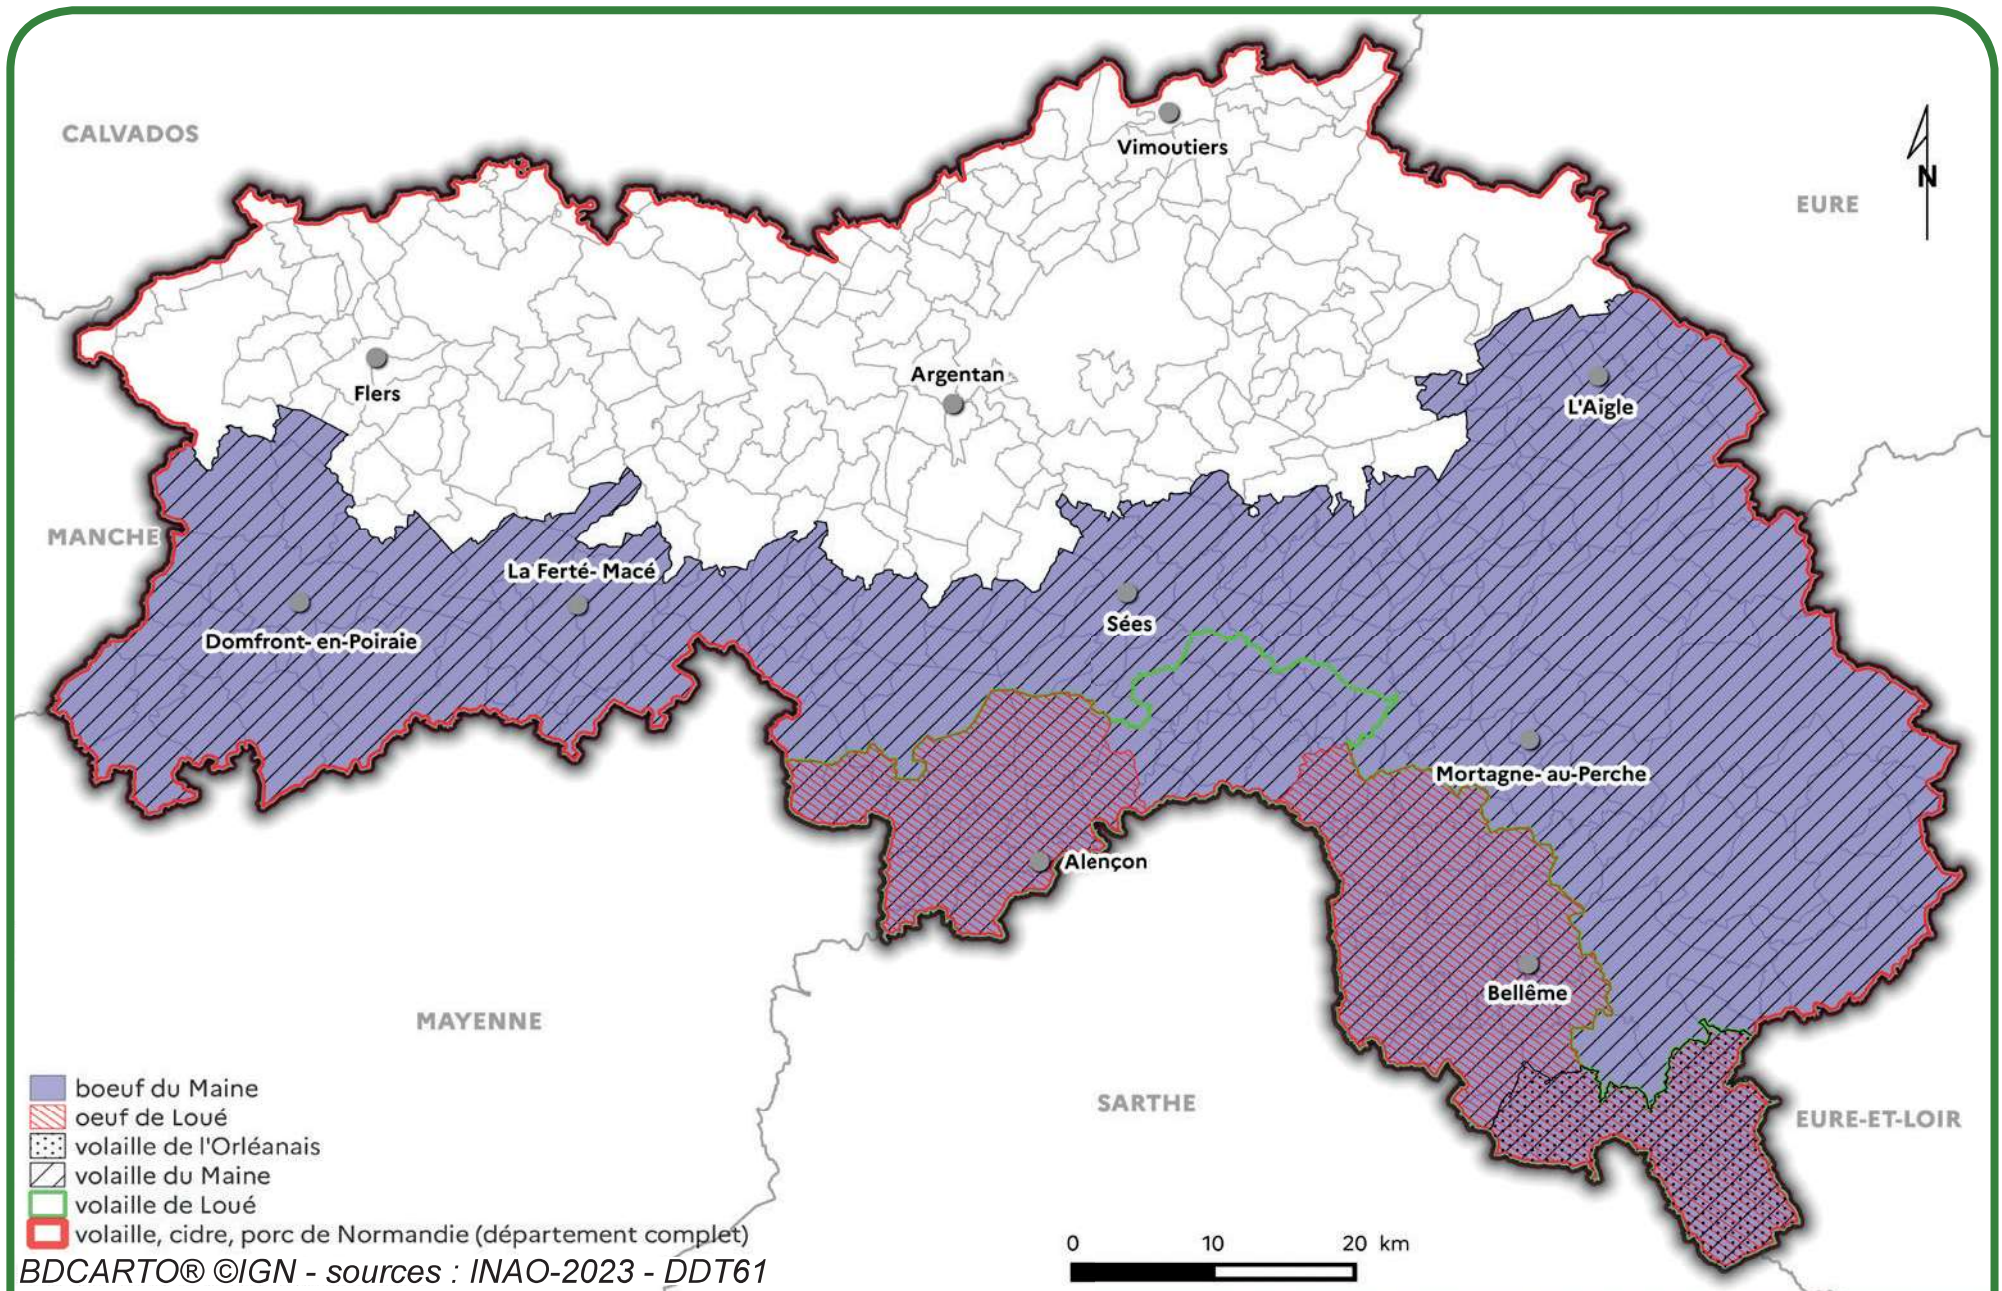 CALVADOS
Vimoutiers
N
EURE
Flers
Argentan
L'Aigle
MANCHE
La Ferté- Macé
Domfront- en-Poiraie
Sées
Mortagne- au-Perche
Alençon
Bellême
MAYENNE
SARTHE
EURE-ET-LOIR
boeuf du Maine
oeuf de Loué
volaille de l'Orléanais
volaille du Maine
volaille de Loué
volaille, cidre, porc de Normandie (département complet)
0 10 20 km
BDCARTO® ©IGN - sources : INAO-2023 - DDT61